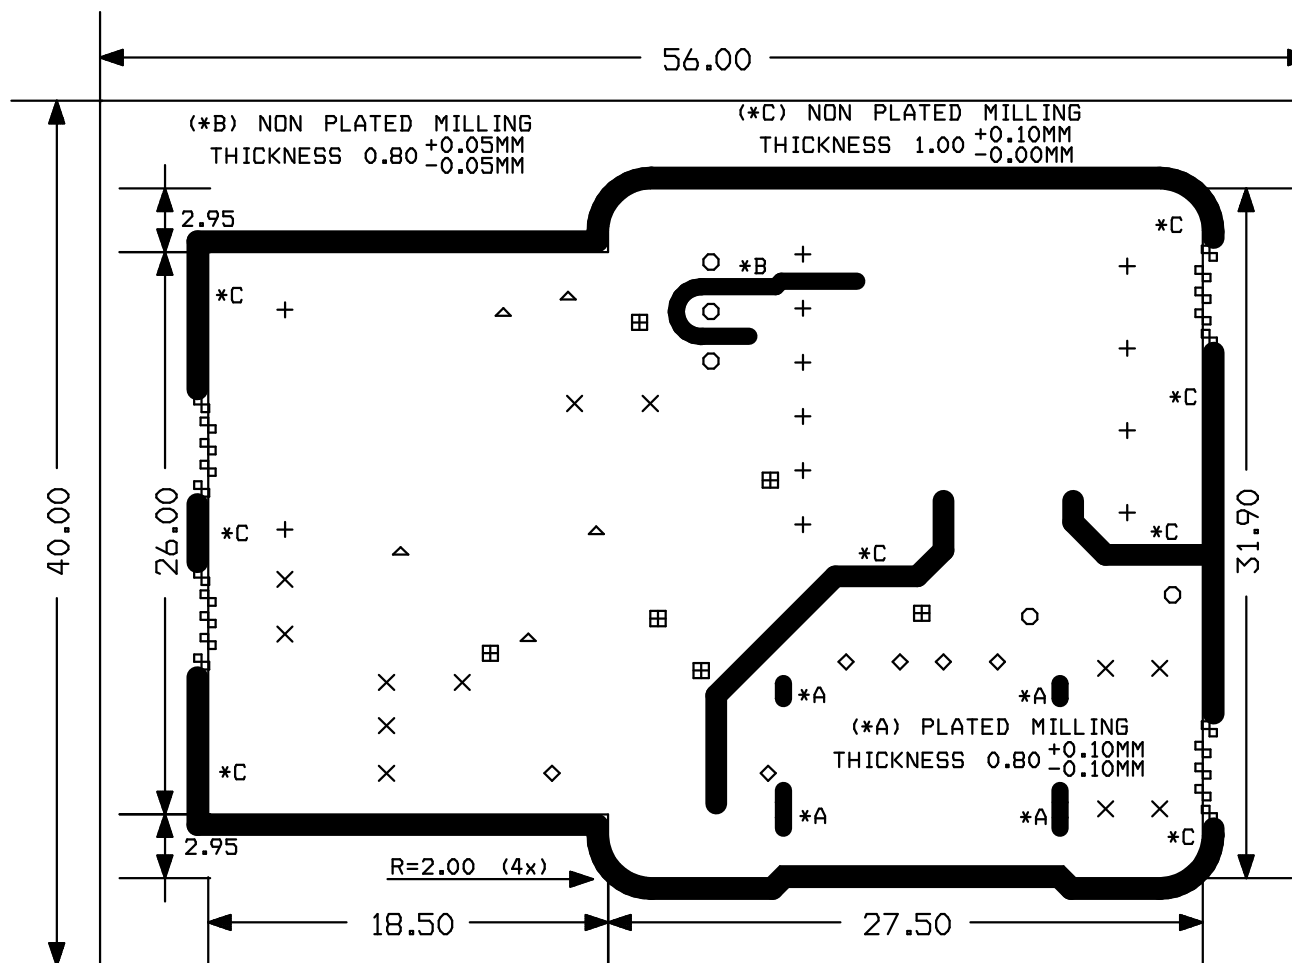 56.00
(*B) NON PLATED MILLING
THICKNESS 0.80 +0.05MM
-0.05MM
(*C) NON PLATED MILLING
THICKNESS 1.00 +0.10MM
-0.00MM
2.95
*C
*B
*C
*C
40.00
26.00
*C
*C
*C
31.90
*A
*A
(*A) PLATED MILLING
THICKNESS 0.80 +0.10MM
-0.10MM
*C
*A
*A
*C
2.95
R=2.00 (4x)
18.50
27.50